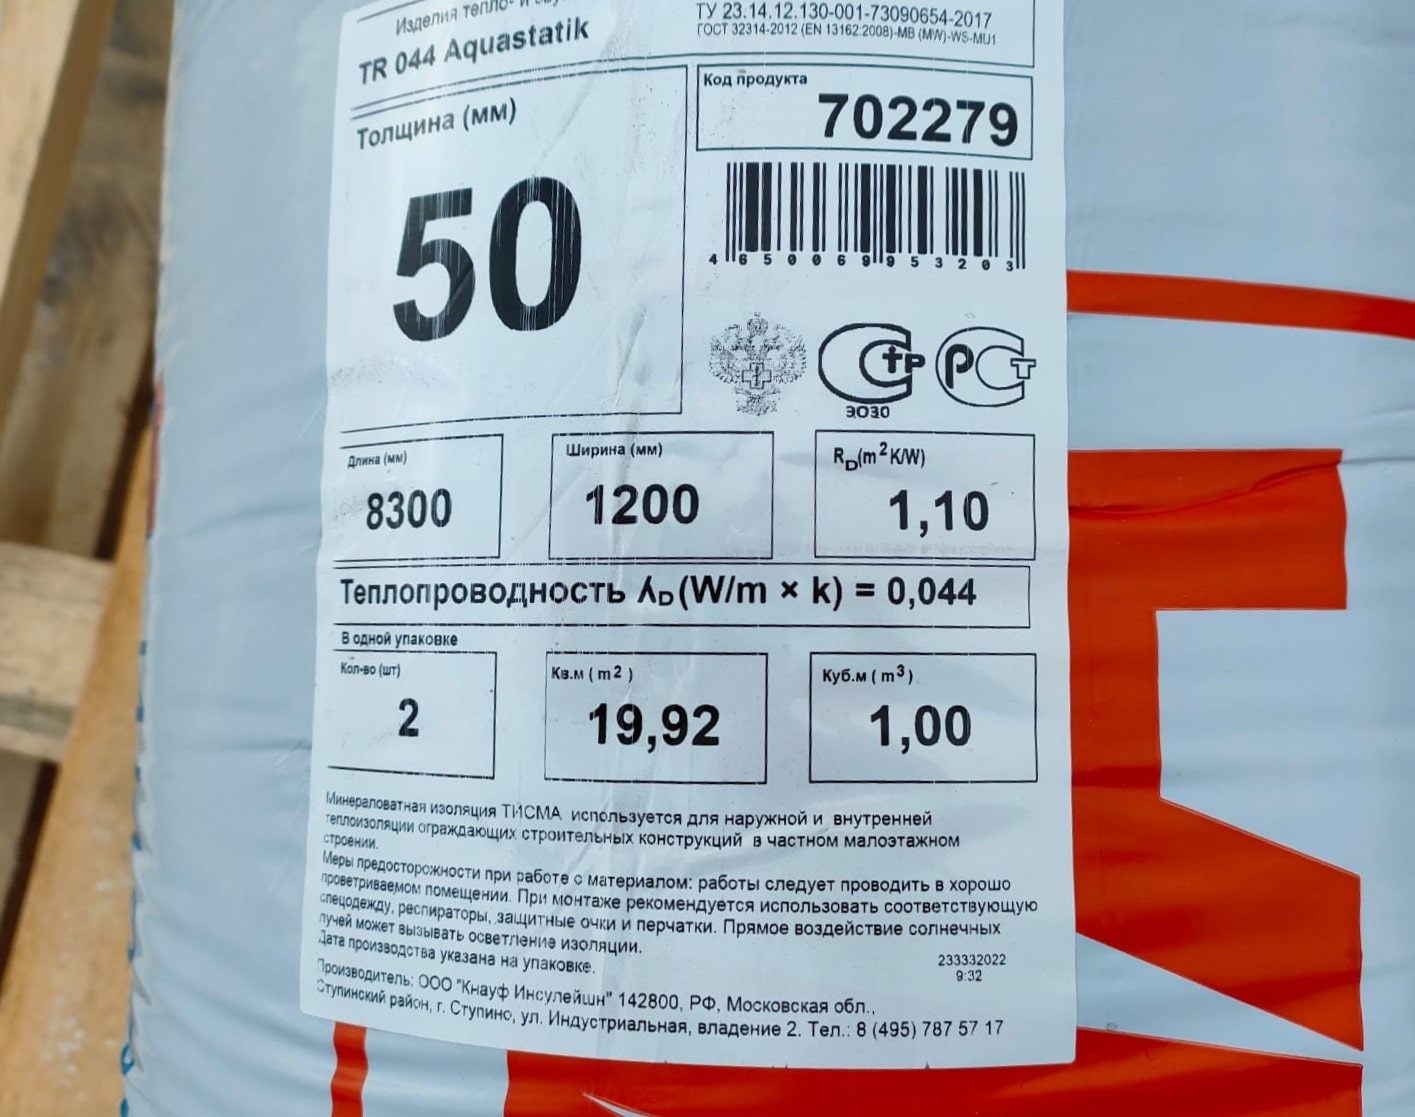 Изделия тепло- и
TR 044 Aquastatik
ТУ 23.14.12.130-001-73090654-2017
ГОСТ 32314-2012 (EN 13162:2008)-MB (MW)-WS-MU1
Толщина (мм)
50
Код продукта
702279
4 650069 953203
СтР
РСТ
ЭО30
Длина (мм)
8300
Ширина (мм)
1200
RD(m²K/W)
1,10
Теплопроводность λD(W/m × k) = 0,044
В одной упаковке
Кол-во (шт)
2
Кв.м ( m² )
19,92
Куб.м ( m³ )
1,00
Минераловатная изоляция ТИСМА используется для наружной и внутренней
теплоизоляции ограждающих строительных конструкций в частном малоэтажном
строении.
Меры предосторожности при работе с материалом: работы следует проводить в хорошо
проветриваемом помещении. При монтаже рекомендуется использовать соответствующую
спецодежду, респираторы, защитные очки и перчатки. Прямое воздействие солнечных
лучей может вызывать осветление изоляции.
Дата производства указана на упаковке.
233332022
9:32
Производитель: ООО "Кнауф Инсулейшн" 142800, РФ, Московская обл.,
Ступинский район, г. Ступино, ул. Индустриальная, владение 2. Тел.: 8 (495) 787 57 17